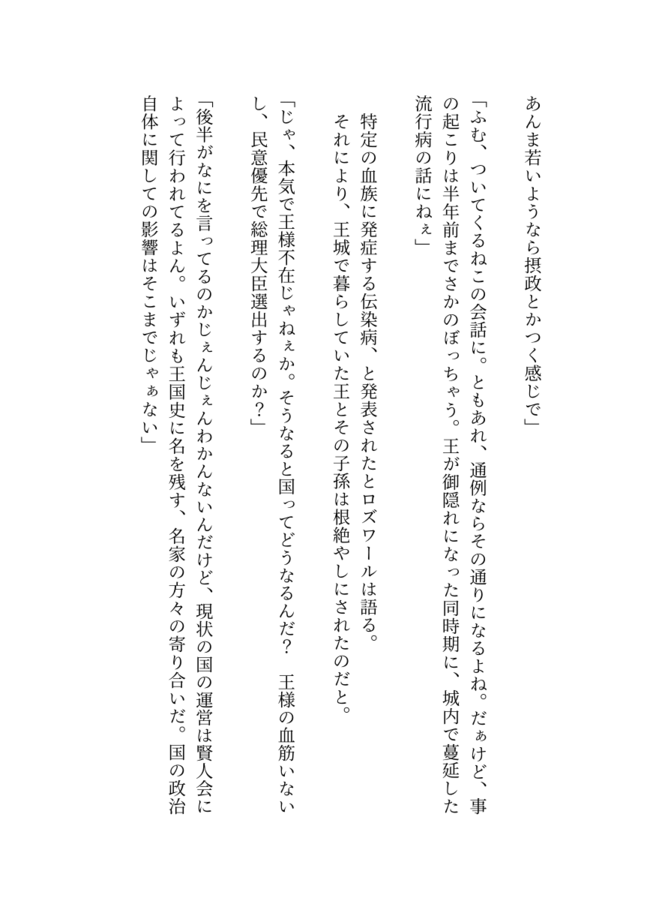 あんま若いようなら摂政とかつく感じで」
「ふむ、ついてくるねこの会話に。ともあれ、通例ならその通りになるよね。だぁけど、事
の起こりは半年前までさかのぼっちゃう。王が御隠れになった同時期に、城内で蔓延した
流行病の話にねぇ」
特定の血族に発症する伝染病、と発表されたとロズワールは語る。
それにより、王城で暮らしていた王とその子孫は根絶やしにされたのだと。
「じゃ、本気で王様不在じゃねぇか。そうなると国ってどうなるんだ？　王様の血筋いない
し、民意優先で総理大臣選出するのか？」
「後半がなにを言ってるのかじぇんじぇんわかんないんだけど、現状の国の運営は賢人会に
よって行われてるよん。いずれも王国史に名を残す、名家の方々の寄り合いだ。国の政治
自体に関しての影響はそこまでじゃぁない」